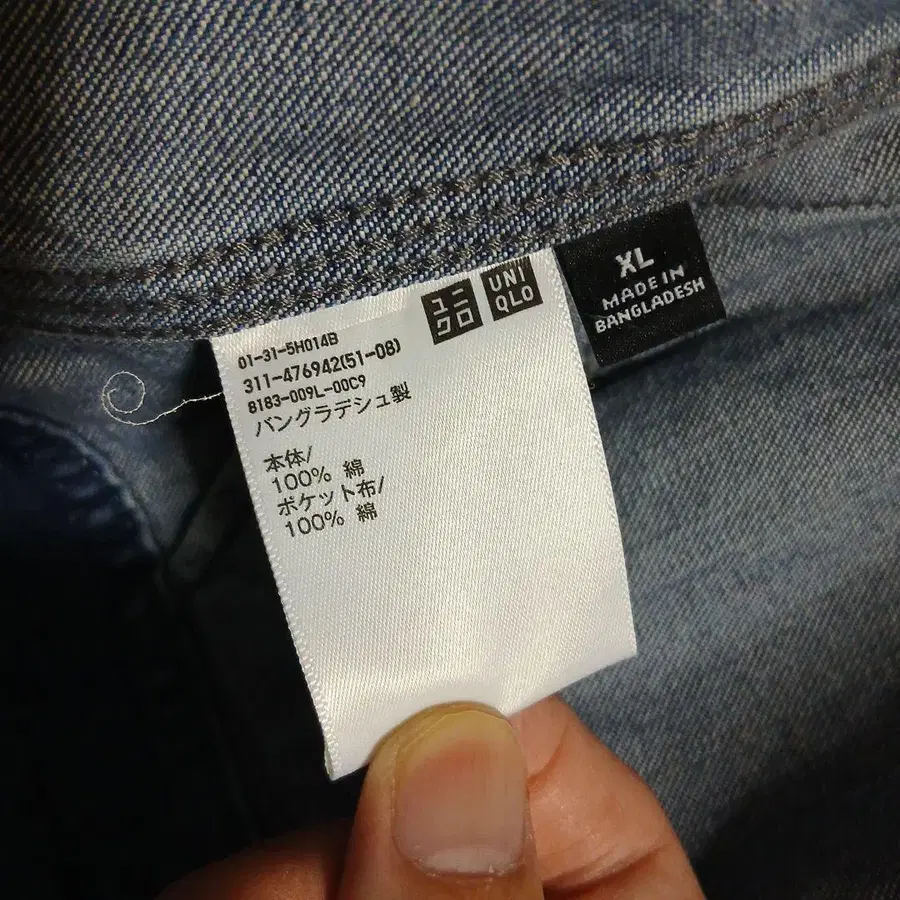 ユニ
クロ
UNI
QLO
XL
MADE IN
BANGLADESH
01-31-5H014B
311-476942(51-08)
8183-009L-00C9
バングラデシュ製
本体/
100% 綿
ポケット布/
100% 綿